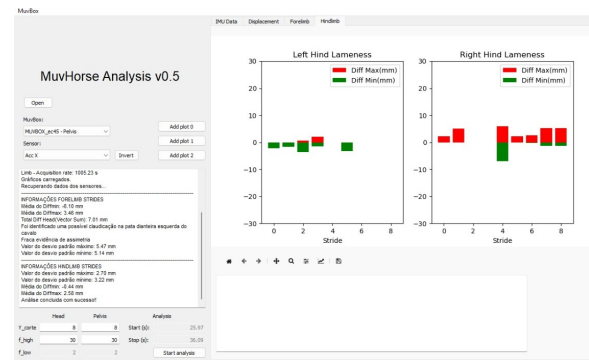 MuvBox
IMU Data Displacement Forelimb Hindlimb
MuvHorse Analysis v0.5
Open
MuvBox:
MUVBOX_ec45 - Pelvis
Add plot 0
Sensor:
Add plot 1
Acc X
Invert
Add plot 2
Limb - Acquisition rate: 1005.23 s
Gráficos carregados.
Recuperando dados dos sensores...
INFORMAÇÕES FORELIMB STRIDES
Média do Diffmin: -6.10 mm
Média do Diffmax: 3.46 mm
Total Diff Head(Vector Sum): 7.01 mm
Foi identificado uma possível claudicação na pata dianteira esquerda do
cavalo
Fraca evidência de assimetria
Valor do desvio padrão máximo: 5.47 mm
Valor do desvio padrão mínimo: 5.14 mm
INFORMAÇÕES HINDLIMB STRIDES
Valor do desvio padrão máximo: 2.70 mm
Valor do desvio padrão mínimo: 3.22 mm
Média do Diffmin: -0.44 mm
Média do Diffmax: 2.58 mm
Análise concluída com sucesso!
Head Pelvis Analysis
Y_corte 8 8 Start (s): 25.97
f_high 30 30 Stop (s): 36.08
f_low 2 2 Start analysis
Left Hind Lameness
Diff Max(mm)
Diff Min(mm)
30
20
10
0
−10
−20
−30
0 2 4 6 8
Stride
Right Hind Lameness
Diff Max(mm)
Diff Min(mm)
30
20
10
0
−10
−20
−30
0 2 4 6 8
Stride